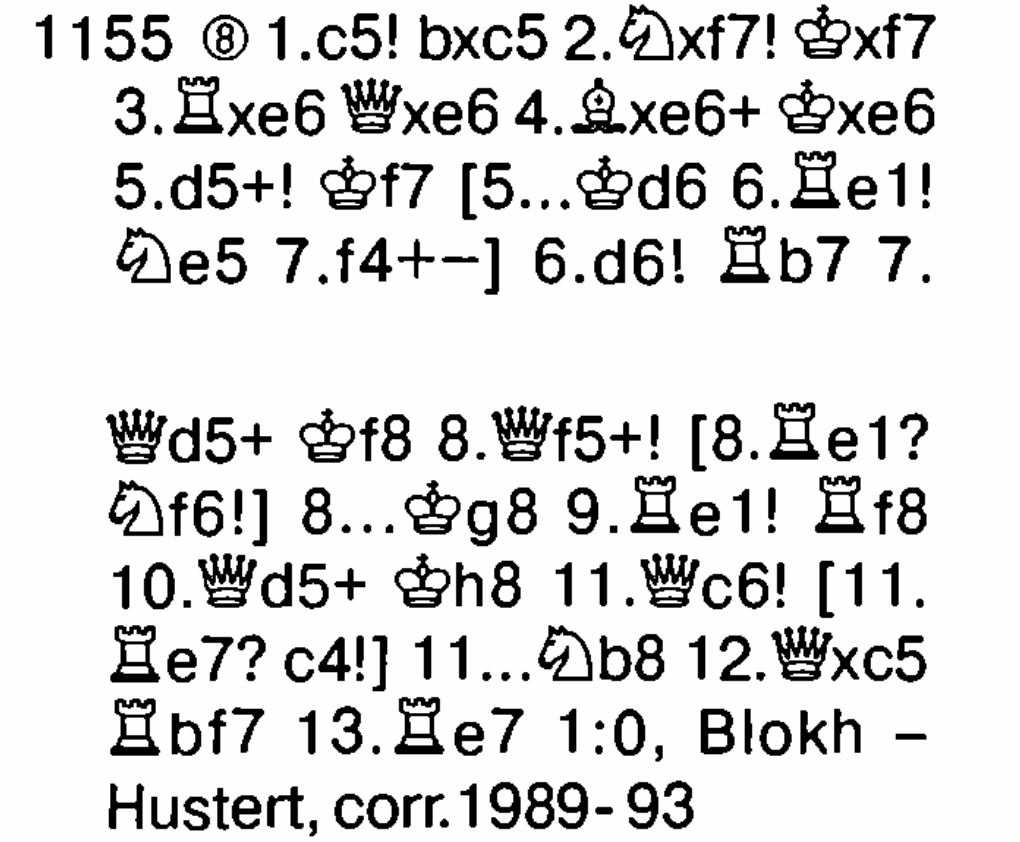 1155 ⑧ 1.c5! bxc5 2.♘xf7! ♔xf7
3.♖xe6 ♕xe6 4.♗xe6+ ♔xe6
5.d5+! ♔f7 [5...♔d6 6.♖e1!
♘e5 7.f4+−] 6.d6! ♖b7 7.
♕d5+ ♔f8 8.♕f5+! [8.♖e1?
♘f6!] 8...♔g8 9.♖e1! ♖f8
10.♕d5+ ♔h8 11.♕c6! [11.
♖e7? c4!] 11...♘b8 12.♕xc5
♖bf7 13.♖e7 1:0, Blokh –
Hustert, corr.1989-93